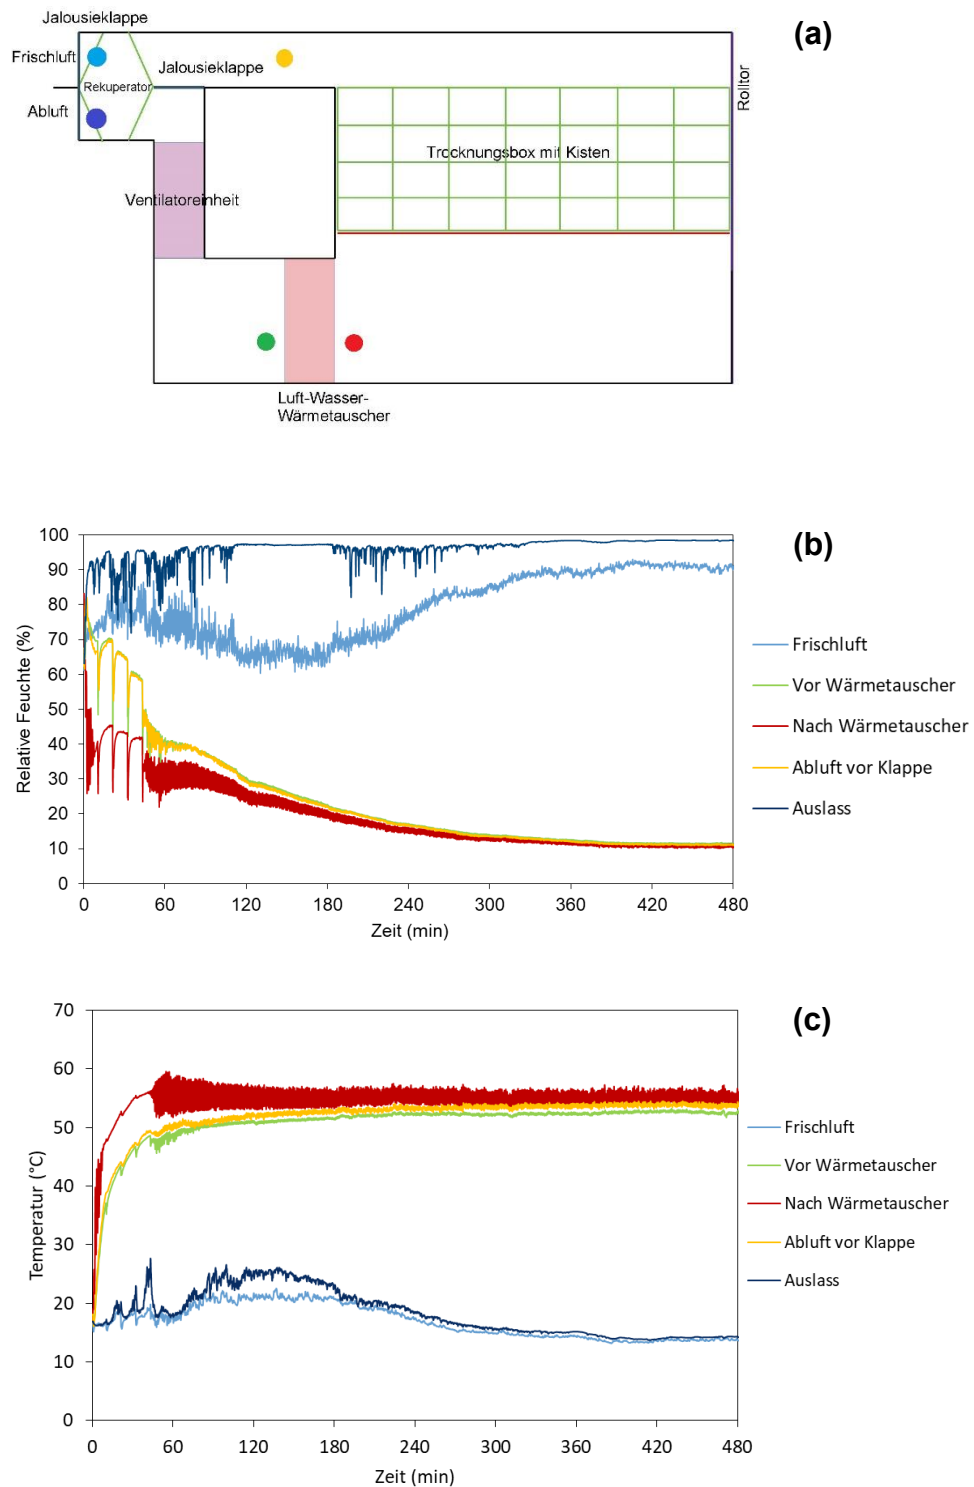 Jalousieklappe
(a)
Frischluft
Jalousieklappe
Rekuperator
Rolltor
Abluft
Trocknungsbox mit Kisten
Ventilatoreinheit
Luft-Wasser-
Wärmetauscher
(b)
100
90
80
70
60
50
40
30
20
10
0
Relative Feuchte (%)
0 60 120 180 240 300 360 420 480
Zeit (min)
Frischluft
Vor Wärmetauscher
Nach Wärmetauscher
Abluft vor Klappe
Auslass
(c)
70
60
50
40
30
20
10
0
Temperatur (°C)
0 60 120 180 240 300 360 420 480
Zeit (min)
Frischluft
Vor Wärmetauscher
Nach Wärmetauscher
Abluft vor Klappe
Auslass